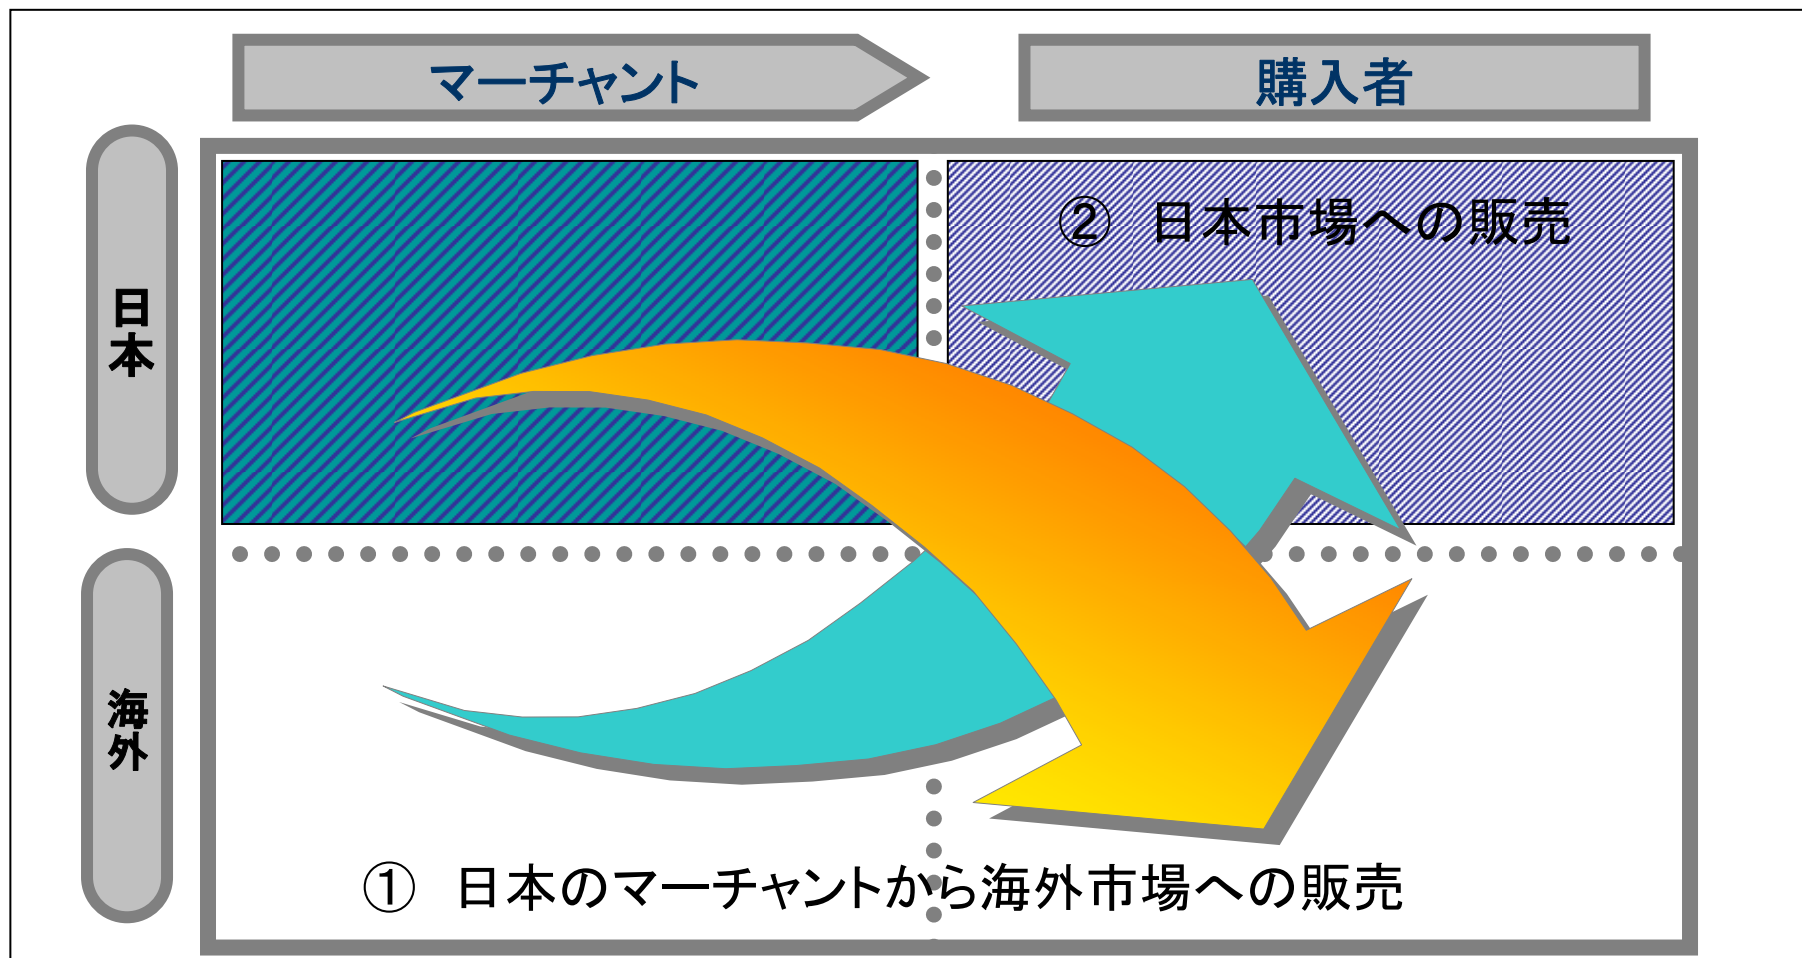 マーチャント
購入者
日本
② 日本市場への販売
海外
① 日本のマーチャントから海外市場への販売